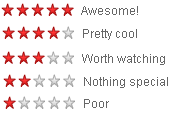 Awesome!
Pretty cool
Worth watching
Nothing special
Poor